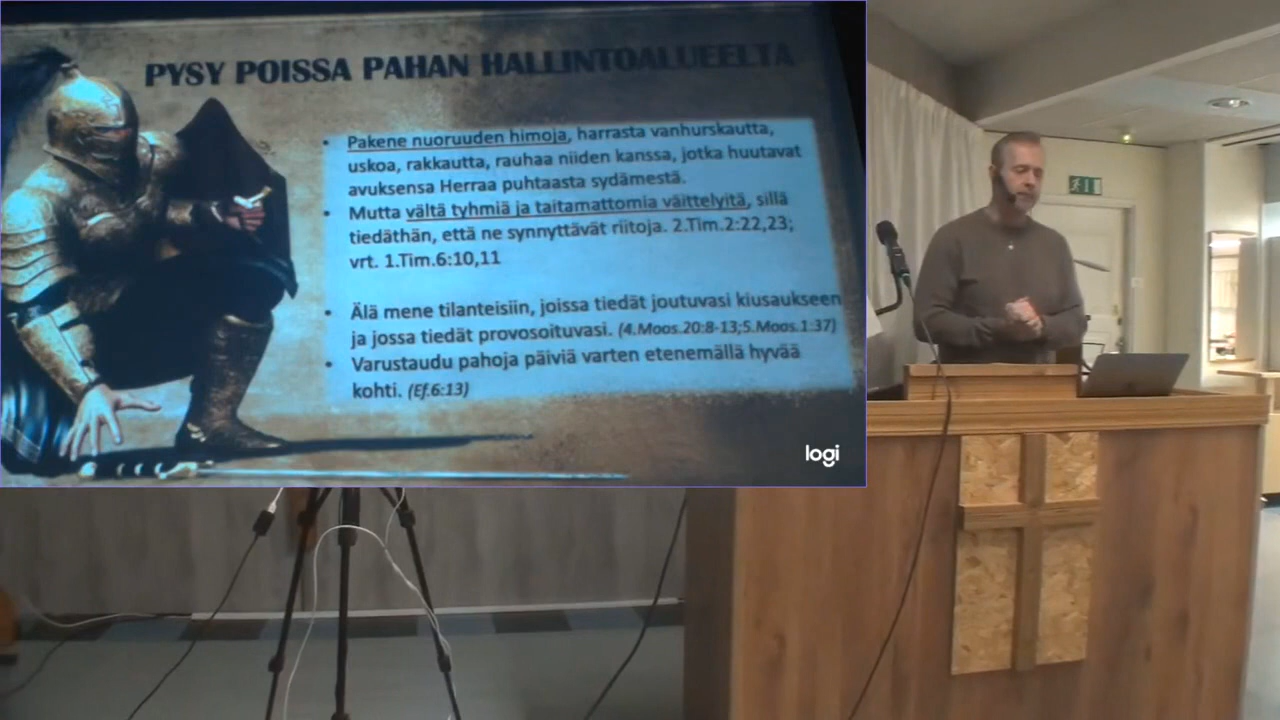 PYSY POISSA PAHAN HALLINTOALUEELTA
• Pakene nuoruuden himoja, harrasta vanhurskautta,
uskoa, rakkautta, rauhaa niiden kanssa, jotka huutavat
avuksensa Herraa puhtaasta sydämestä.
• Mutta vältä tyhmiä ja taitamattomia väittelyitä, sillä
tiedäthän, että ne synnyttävät riitoja. 2.Tim.2:22,23;
vrt. 1.Tim.6:10,11
• Älä mene tilanteisiin, joissa tiedät joutuvasi kiusaukseen
ja jossa tiedät provosoituvasi. (4.Moos.20:8-13;5.Moos.1:37)
• Varustaudu pahoja päiviä varten etenemällä hyvää
kohti. (Ef.6:13)
logi